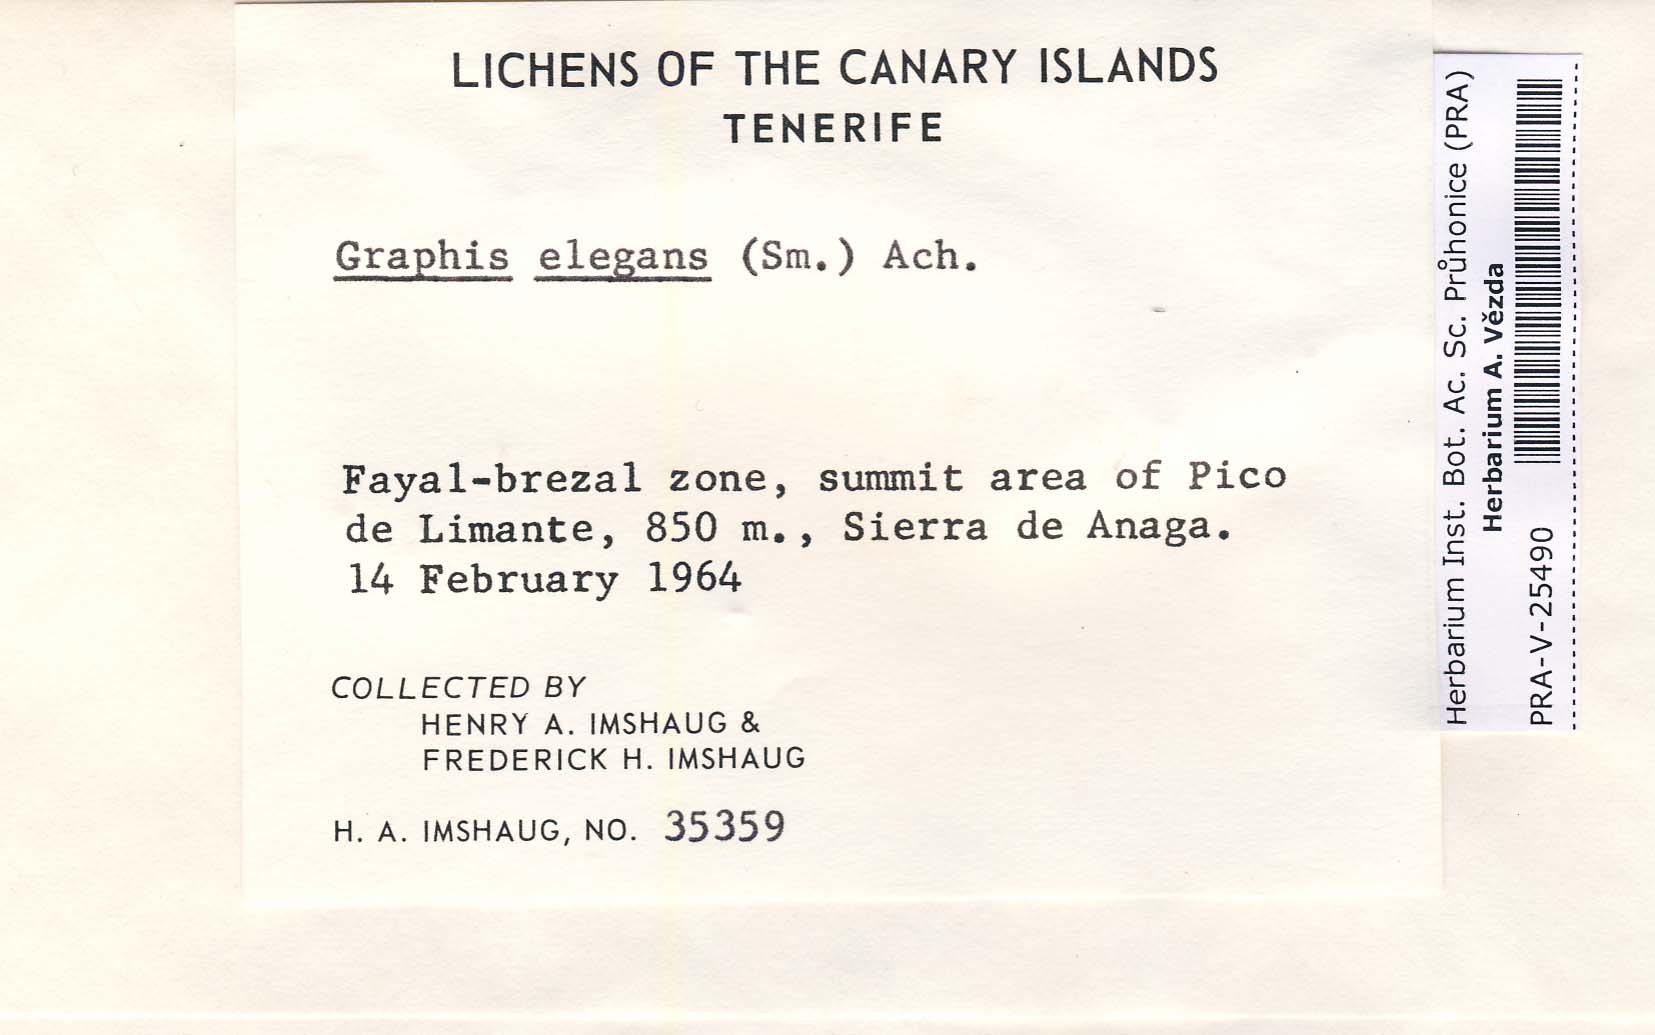 LICHENS OF THE CANARY ISLANDS
TENERIFE
Graphis elegans (Sm.) Ach.
Fayal-brezal zone, summit area of Pico
de Limante, 850 m., Sierra de Anaga.
14 February 1964
COLLECTED BY
HENRY A. IMSHAUG &
FREDERICK H. IMSHAUG
H. A. IMSHAUG, NO. 35359
Herbarium Inst. Bot. Ac. Sc. Průhonice (PRA)
Herbarium A. Vězda
PRA-V-25490